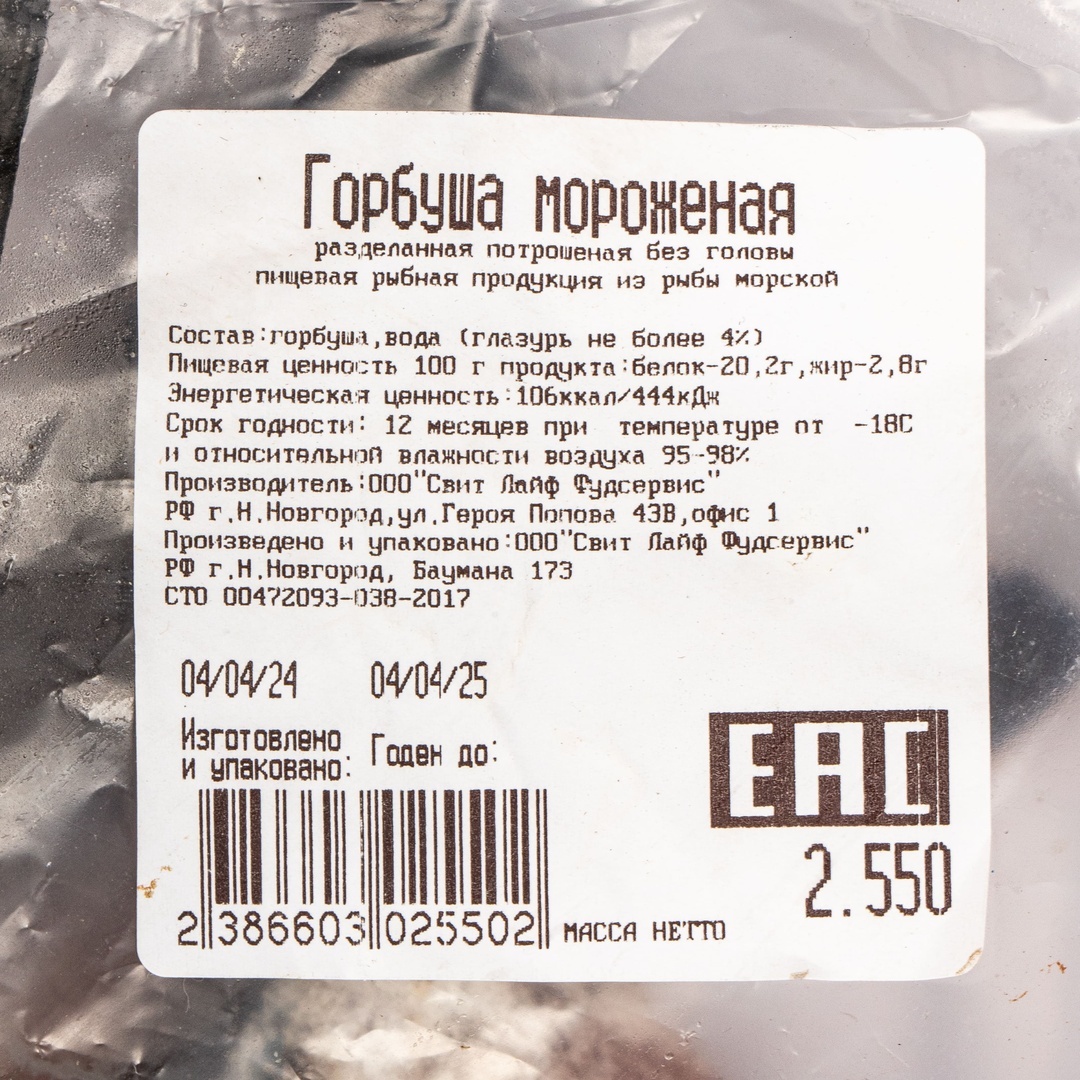 Горбуша мороженая
разделанная потрошеная без головы
пищевая рыбная продукция из рыбы морской
Состав:горбуша,вода (глазурь не более 4%)
Пищевая ценность 100 г продукта:белок-20,2г,жир-2,8г
Энергетическая ценность:106ккал/444кДж
Срок годности: 12 месяцев при температуре от -18С
и относительной влажности воздуха 95-98%
Производитель:ООО"Свит Лайф Фудсервис"
РФ г.Н.Новгород,ул.Героя Попова 43В,офис 1
Произведено и упаковано:ООО"Свит Лайф Фудсервис"
РФ г.Н.Новгород, Баумана 173
СТО 00472093-038-2017
04/04/24 04/04/25
Изготовлено
и упаковано: Годен до:
ЕАС
2.550
2 386603 025502 МАССА НЕТТО